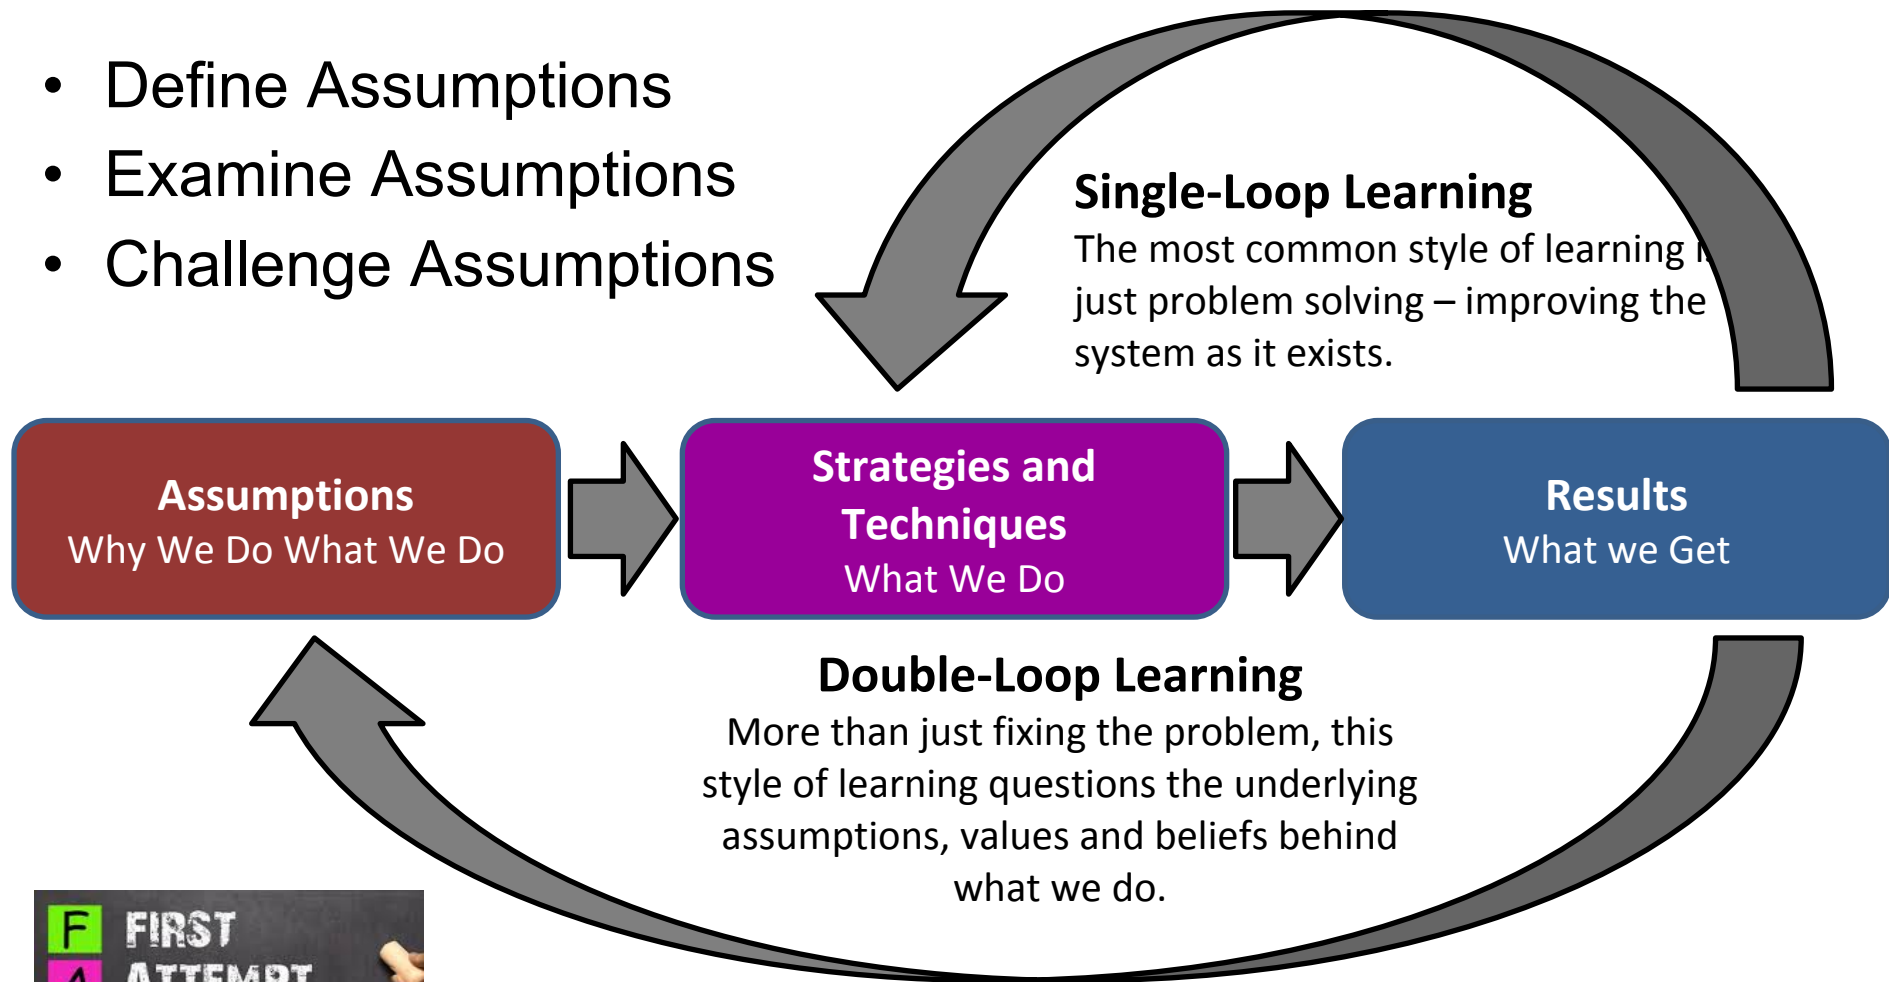 • Define Assumptions
• Examine Assumptions
• Challenge Assumptions
Single-Loop Learning
The most common style of learning
just problem solving – improving the
system as it exists.
Assumptions
Why We Do What We Do
Strategies and
Techniques
What We Do
Results
What we Get
Double-Loop Learning
More than just fixing the problem, this
style of learning questions the underlying
assumptions, values and beliefs behind
what we do.
F FIRST
A ATTEMPT